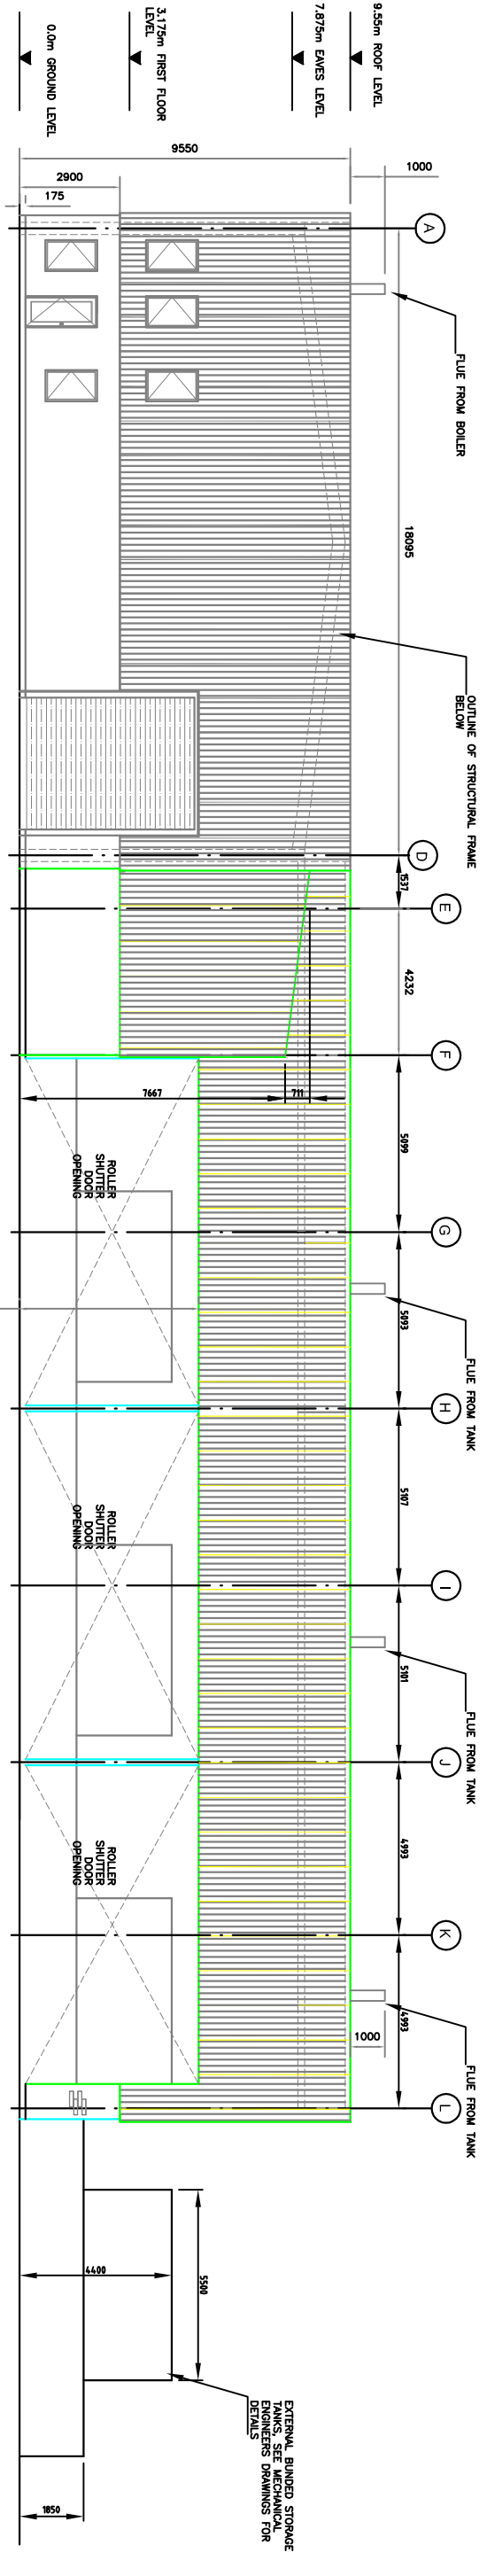 9.55m ROOF LEVEL
7.875m EAVES LEVEL
3.175m FIRST FLOOR
LEVEL
0.0m GROUND LEVEL
9550
2900
175
1000
A
FLUE FROM BOILER
18095
OUTLINE OF STRUCTURAL FRAME
BELOW
D
1537
E
4232
F
7667
711
5099
ROLLER
SHUTTER
DOOR
OPENING
G
5093
FLUE FROM TANK
H
5107
ROLLER
SHUTTER
DOOR
OPENING
I
5101
FLUE FROM TANK
J
4993
ROLLER
SHUTTER
DOOR
OPENING
K
4993
1000
FLUE FROM TANK
L
4400
5500
EXTERNAL BUNDED STORAGE
TANKS, SEE MECHANICAL
ENGINEERS DRAWINGS FOR
DETAILS
1850